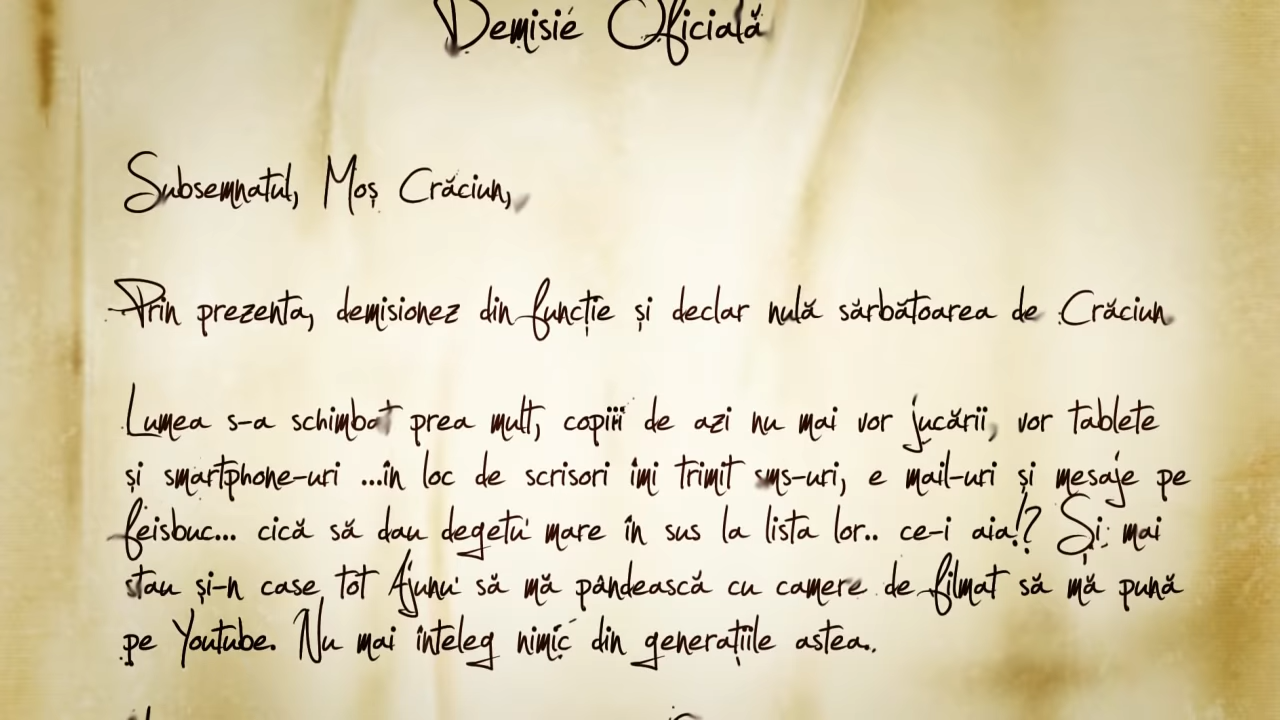 Demisie Oficială
Subsemnatul, Moș Crăciun,
Prin prezenta, demisionez din funcție și declar nulă sărbătoarea de Crăciun
Lumea s-a schimbat prea mult, copiii de azi nu mai vor jucării, vor tablete
și smartphone-uri ...în loc de scrisori îmi trimit sms-uri, e mail-uri și mesaje pe
feisbuc... cică să dau degetu' mare în sus la lista lor.. ce-i aia!? Și mai
stau și-n case tot Ajunu' să mă pândească cu camere de filmat să mă pună
pe Youtube. Nu mai înteleg nimic din generațiile astea..